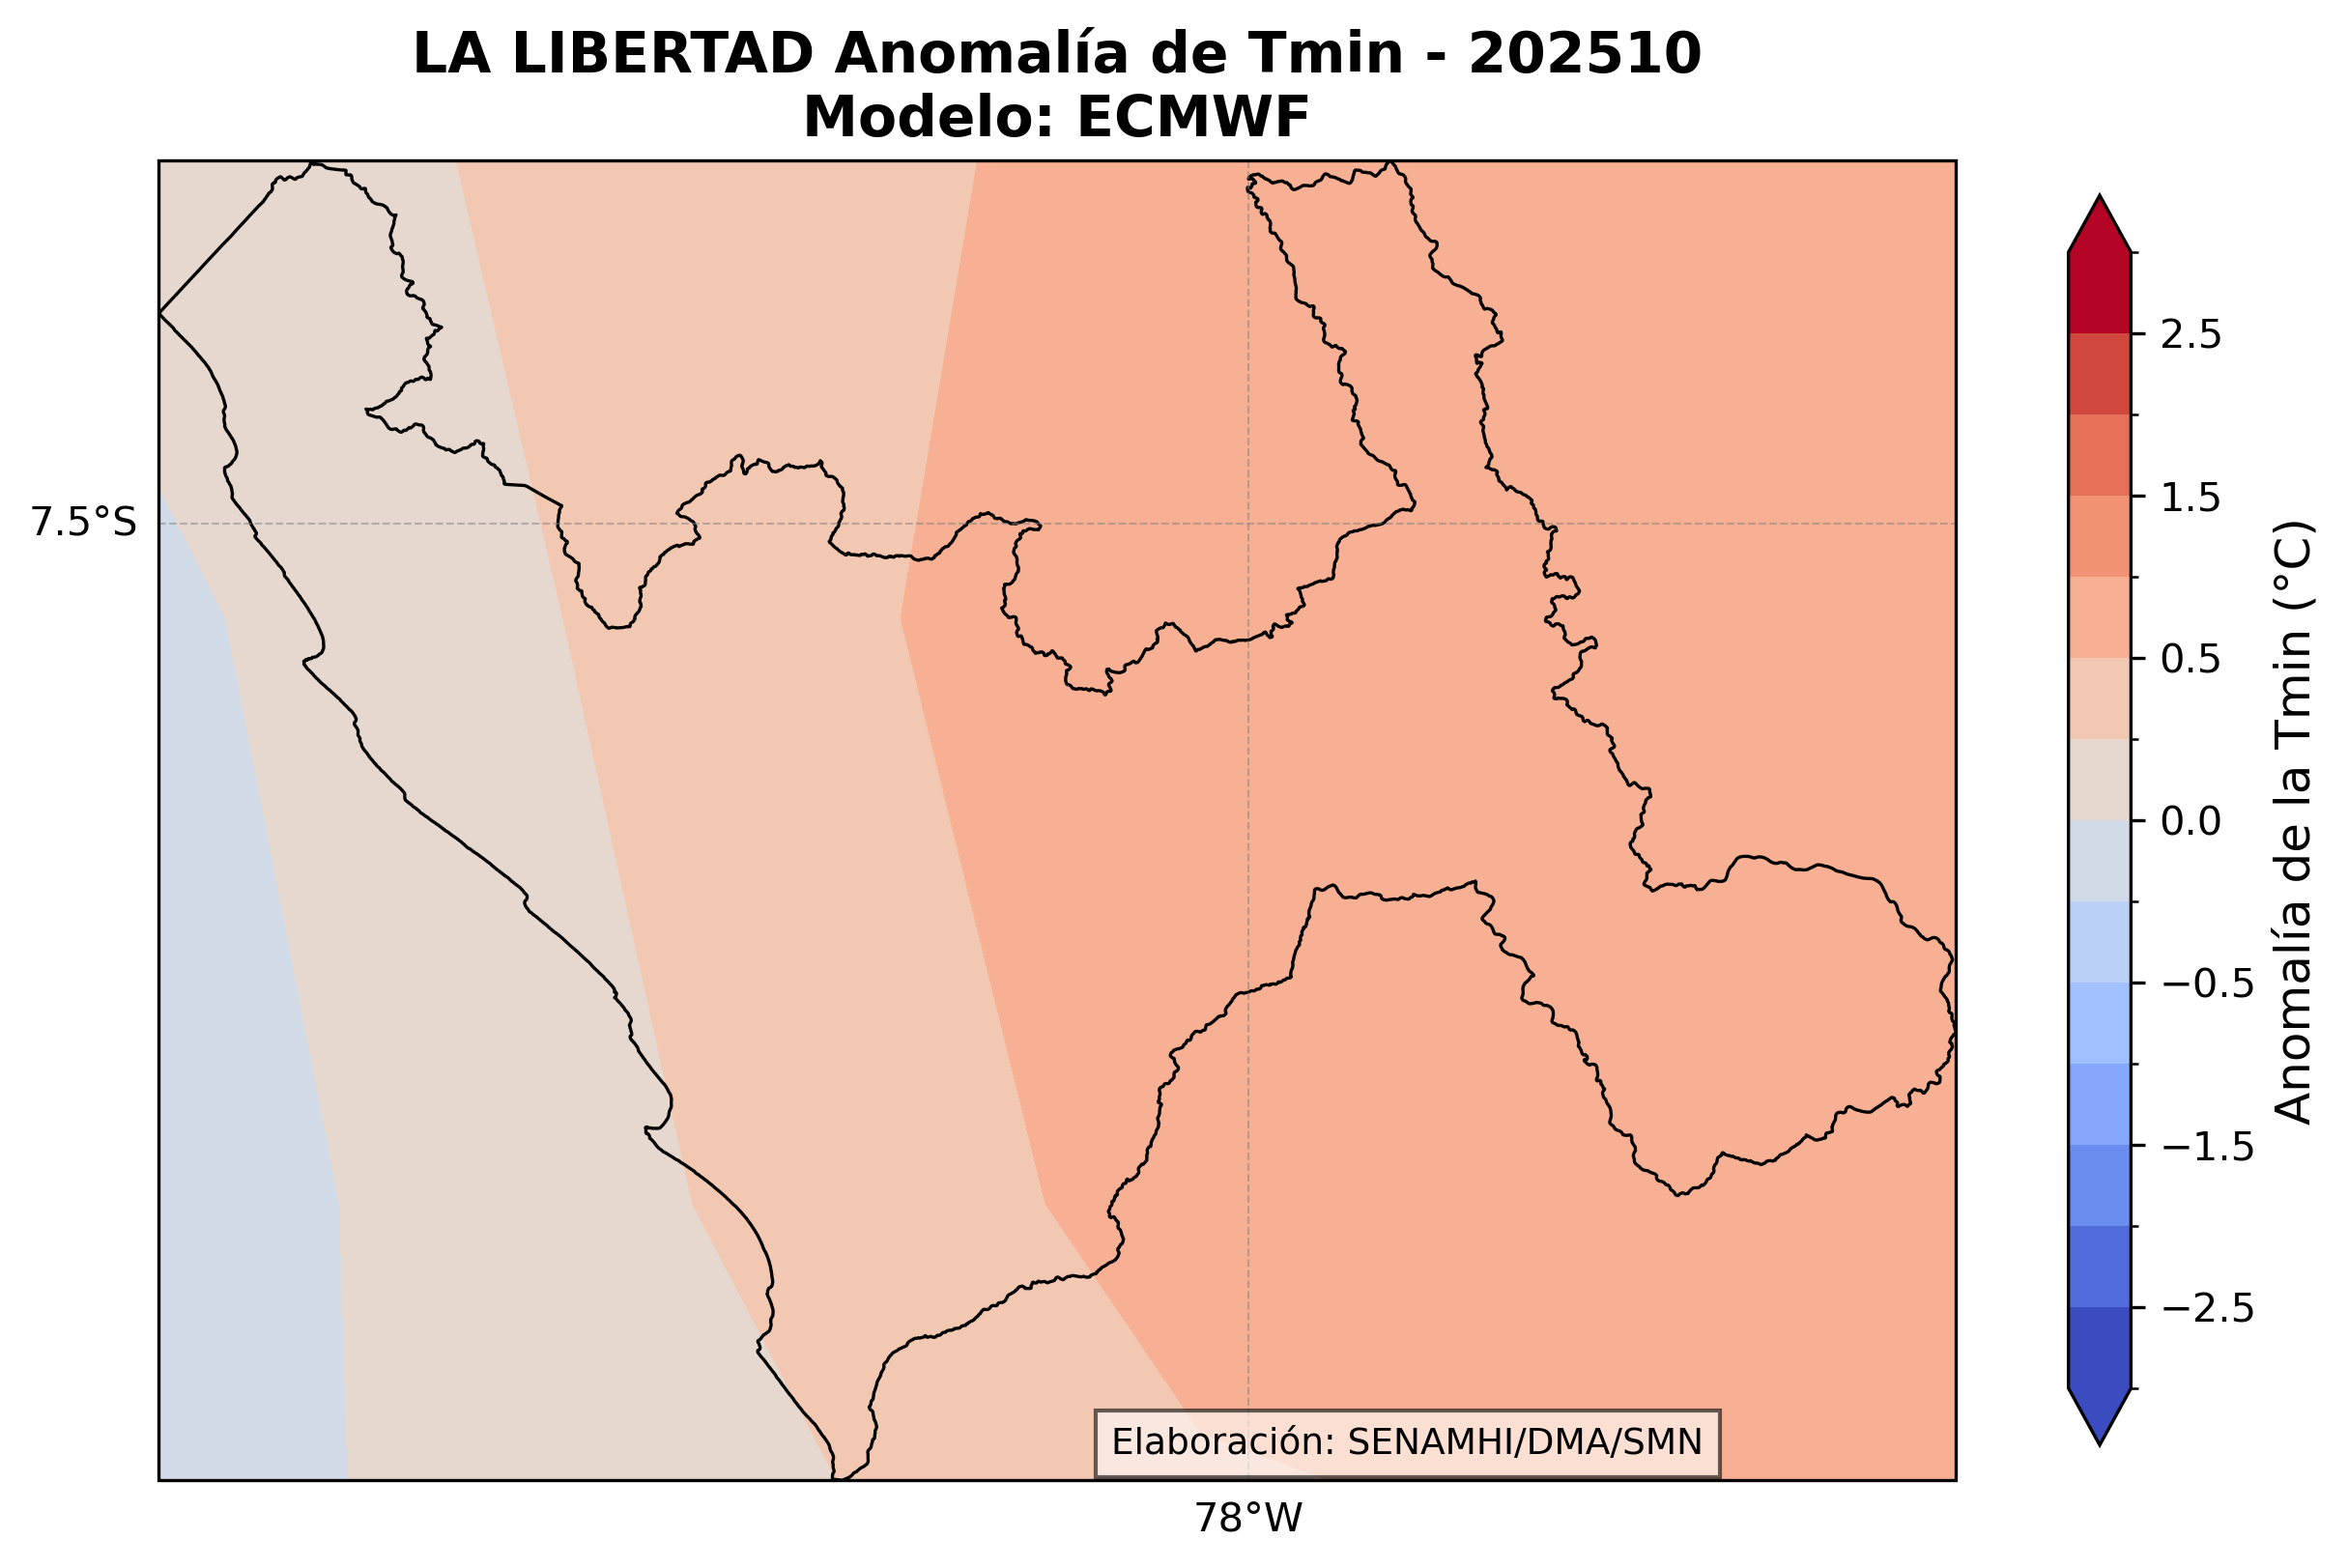 LA LIBERTAD Anomalía de Tmin - 202510
Modelo: ECMWF
7.5°S
78°W
Elaboración: SENAMHI/DMA/SMN
2.5
1.5
0.5
0.0
−0.5
−1.5
−2.5
Anomalía de la Tmin (°C)